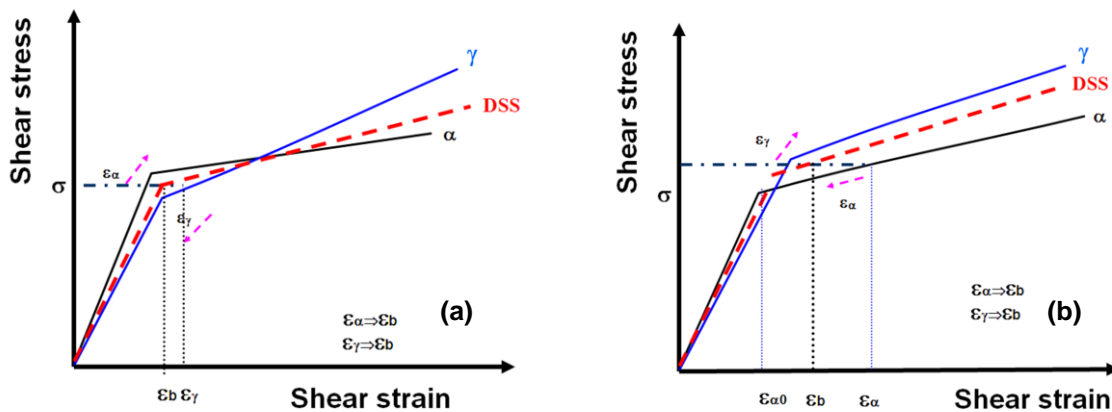 Shear stress
γ
DSS
α
εα
σ
εγ
εα⇒εb
εγ⇒εb
(a)
εb εγ
Shear strain
Shear stress
γ
DSS
α
εγ
σ
εα
εα⇒εb
εγ⇒εb
(b)
εα0 εb εα
Shear strain